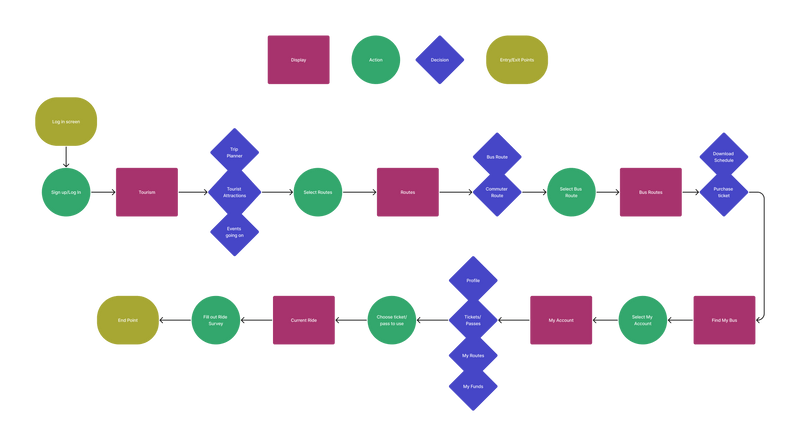 Display
Action
Decision
Entry/Exit Points
Log in screen
Sign up/Log In
Tourism
Trip
Planner
Tourist
Attractions
Events
going on
Select Routes
Routes
Bus Route
Commuter
Route
Select Bus
Route
Bus Routes
Download
Schedule
Purchase
ticket
Find My Bus
Select My
Account
My Account
Profile
Tickets/
Passes
My Routes
My Funds
Choose ticket/
pass to use
Current Ride
Fill out Ride
Survey
End Point